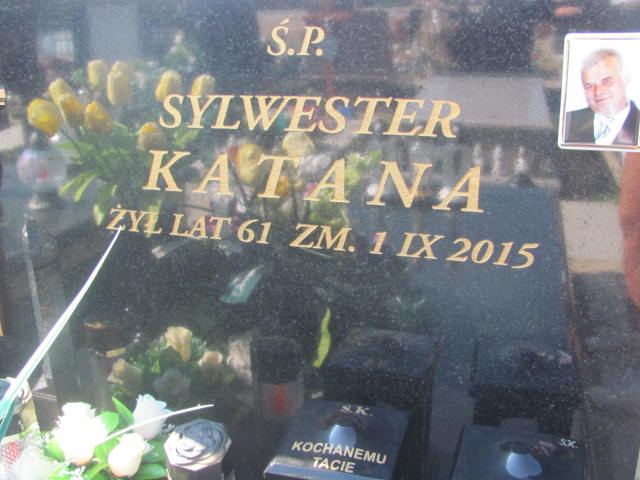 Ś.P.
SYLWESTER
KATANA
ŻYŁ LAT 61 ZM. 1 IX 2015
S.K.
KOCHANEMU
TACIE
S.K.